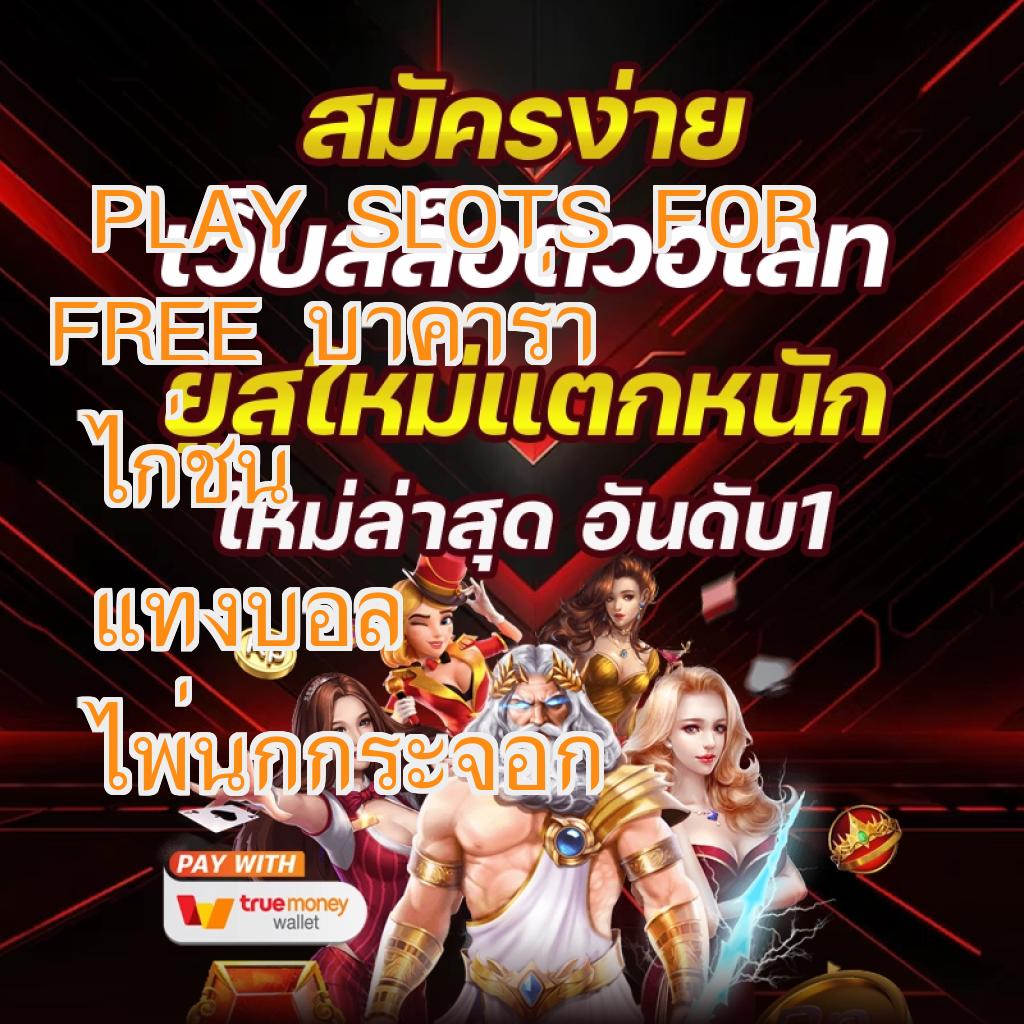 สมัครง่าย
PLAY SLOTS FOR
เว็บสล็อตวอเลท
FREE บาคาร่า
ยูสใหม่แตกหนัก
ไก่ชน
ใหม่ล่าสุด อันดับ1
แทงบอล
ไพ่นกกระจอก
PAY WITH
truemoney
wallet